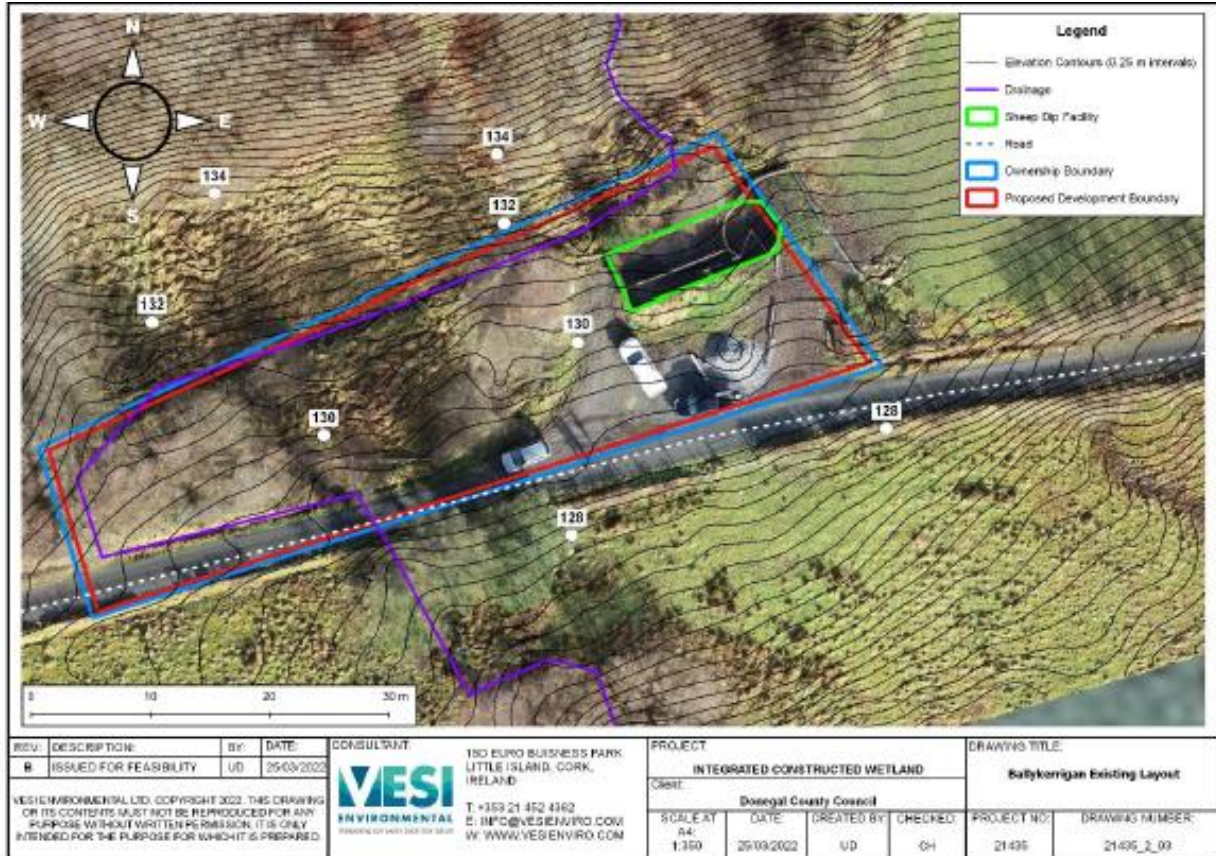 N
W
E
S
134
134
132
132
130
130
128
128
Legend
Elevation Contours (0.25 m intervals)
Drainage
Sheep Dip Facility
Road
Ownership Boundary
Proposed Development Boundary
0 10 20 30 m
REV: DESCRIPTION: BY: DATE:
B ISSUED FOR FEASIBILITY UD 25/03/2022
VESI ENVIRONMENTAL LTD. COPYRIGHT 2022. THIS DRAWING
OR ITS CONTENTS MUST NOT BE REPRODUCED FOR ANY
PURPOSE WITHOUT WRITTEN PERMISSION. IT IS ONLY
INTENDED FOR THE PURPOSE FOR WHICH IT IS PREPARED.
CONSULTANT:
VESI
ENVIRONMENTAL
EURO BUISNESS PARK
LITTLE ISLAND, CORK,
IRELAND
T: +353 21 452 4392
E: INFO@VESIENVIRO.COM
W: WWW.VESIENVIRO.COM
PROJECT:
INTEGRATED CONSTRUCTED WETLAND
Client:
Donegal County Council
SCALE AT A4: 1:350
DATE: 25/03/2022
CREATED BY: UD
CHECKED: CH
DRAWING TITLE:
Ballykerrigan Existing Layout
PROJECT NO: 21435
DRAWING NUMBER: 21435_2_03